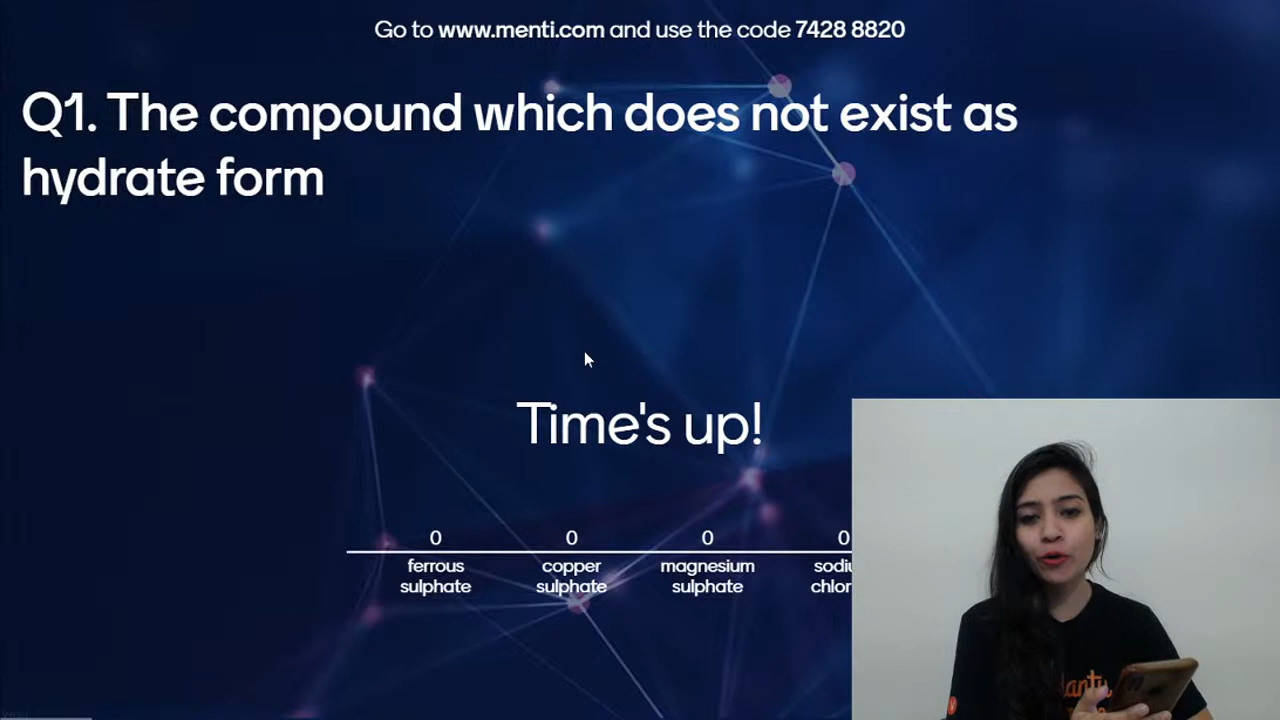 Go to www.menti.com and use the code 7428 8820
Q1. The compound which does not exist as
hydrate form
Time's up!
0 0 0 0
ferrous copper magnesium
sulphate sulphate sulphate